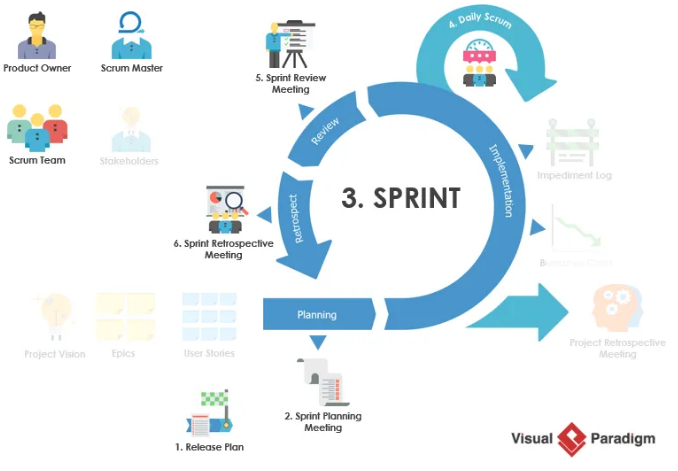 4. Daily Scrum
Product Owner
Scrum Master
5. Sprint Review
Meeting
Scrum Team
Stakeholders
Review
Implementation
Impediment Log
3. SPRINT
Retrospect
6. Sprint Retrospective
Meeting
Planning
Project Vision
Epics
User Stories
Project Retrospective
Meeting
2. Sprint Planning
Meeting
1. Release Plan
Visual Paradigm